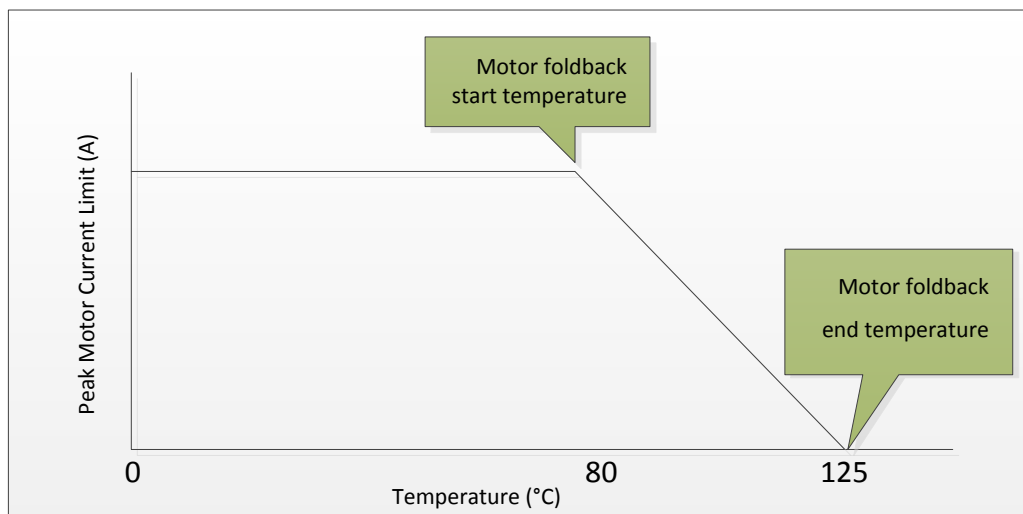 Motor foldback
start temperature
Peak Motor Current Limit (A)
Motor foldback
end temperature
0
80
125
Temperature (°C)